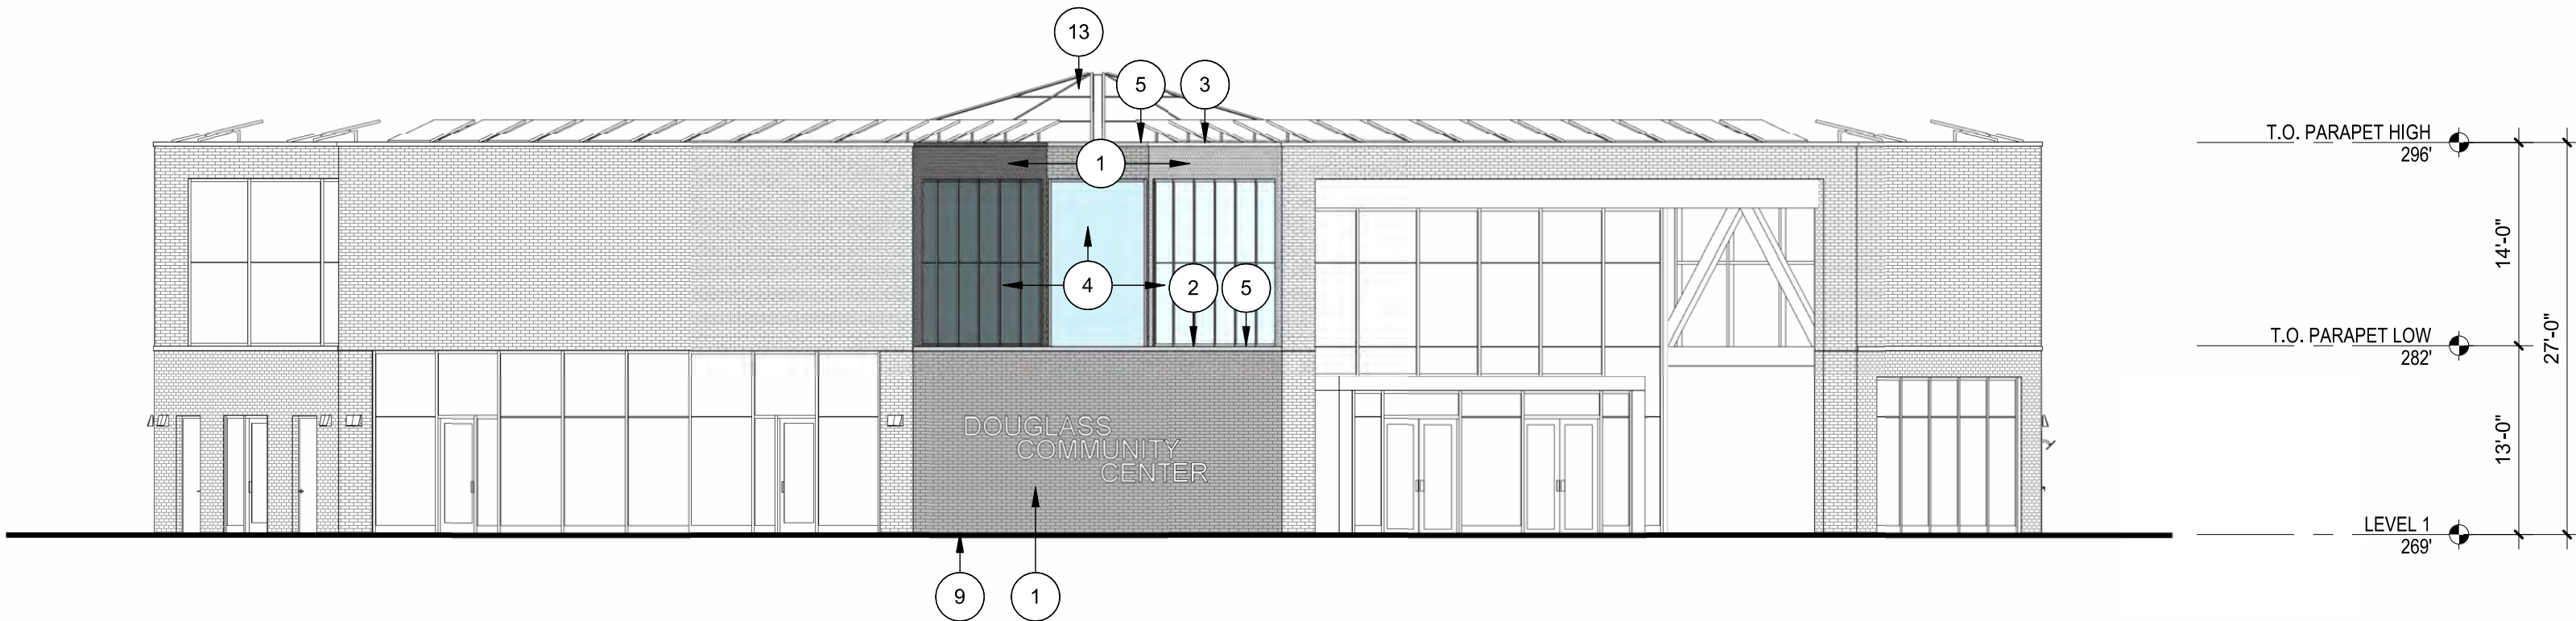 13
5
3
1
4
2
5
DOUGLASS
COMMUNITY
CENTER
9
1
T.O. PARAPET HIGH
296'
14'-0"
T.O. PARAPET LOW
282'
27'-0"
13'-0"
LEVEL 1
269'